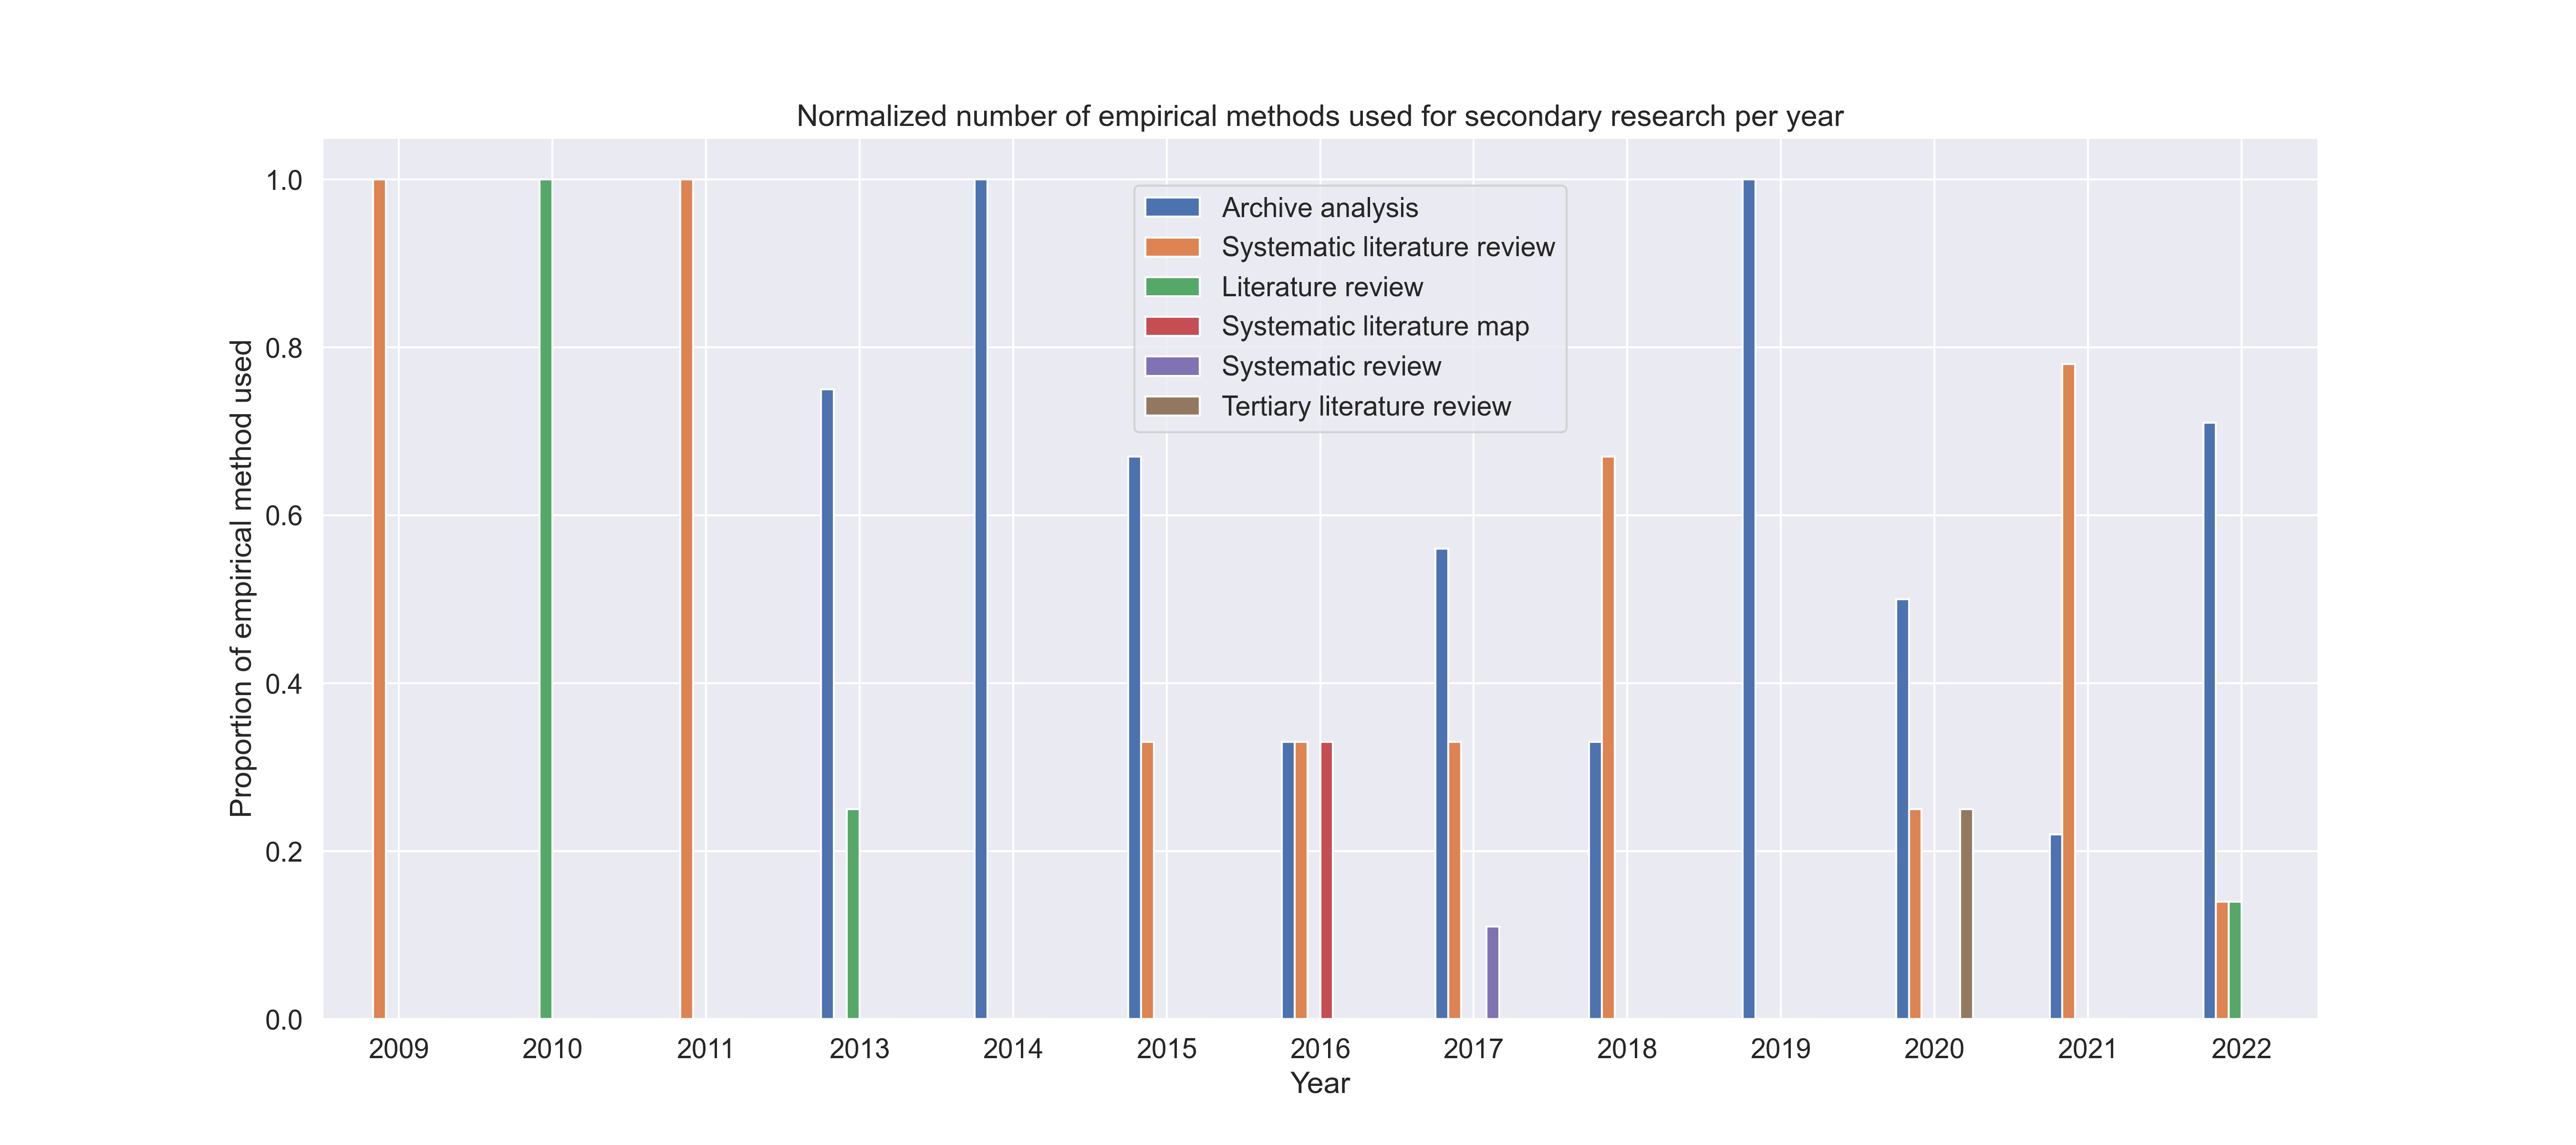 Normalized number of empirical methods used for secondary research per year
Proportion of empirical method used
1.0
0.8
0.6
0.4
0.2
0.0
Archive analysis
Systematic literature review
Literature review
Systematic literature map
Systematic review
Tertiary literature review
2009 2010 2011 2013 2014 2015 2016 2017 2018 2019 2020 2021 2022
Year